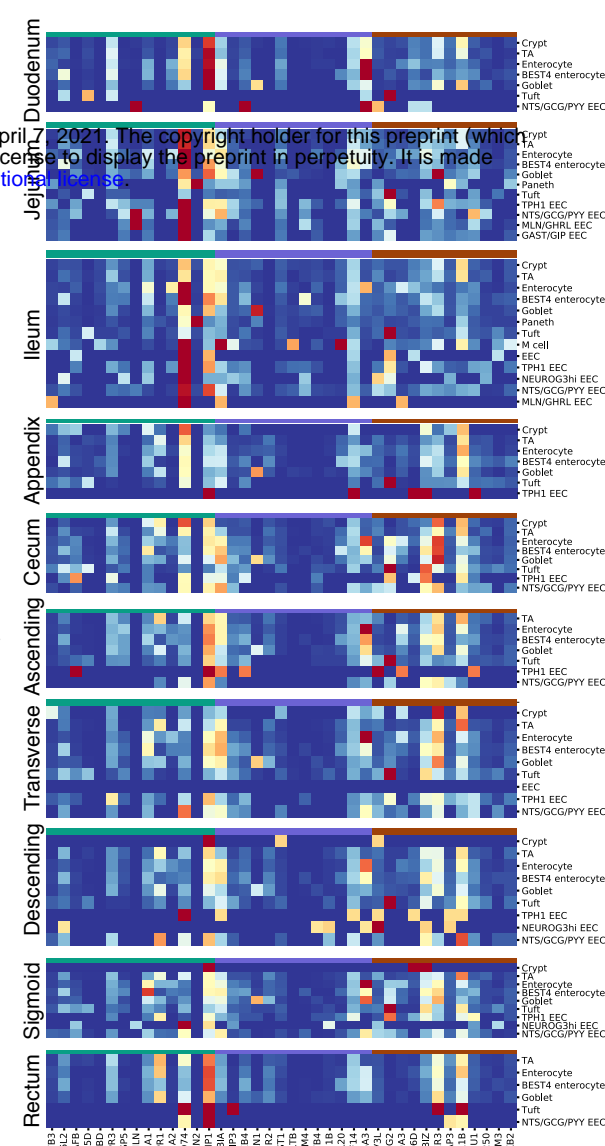 Duodenum
Crypt
TA
Enterocyte
BEST4 enterocyte
Goblet
Tuft
NTS/GCG/PYY EEC
pril 7, 2021. The copyright holder for this preprint (which
cense to display the preprint in perpetuity. It is made
tional license.
Jejunum
Crypt
TA
Enterocyte
BEST4 enterocyte
Goblet
Paneth
Tuft
TPH1 EEC
NTS/GCG/PYY EEC
MLN/GHRL EEC
GAST/GIP EEC
Ileum
Crypt
TA
Enterocyte
BEST4 enterocyte
Goblet
Paneth
Tuft
M cell
EEC
TPH1 EEC
NEUROG3hi EEC
NTS/GCG/PYY EEC
MLN/GHRL EEC
Appendix
Crypt
TA
Enterocyte
BEST4 enterocyte
Goblet
Tuft
TPH1 EEC
Cecum
Crypt
TA
Enterocyte
BEST4 enterocyte
Goblet
Tuft
TPH1 EEC
NTS/GCG/PYY EEC
Ascending
TA
Enterocyte
BEST4 enterocyte
Goblet
Tuft
TPH1 EEC
NTS/GCG/PYY EEC
Transverse
Crypt
TA
Enterocyte
BEST4 enterocyte
Goblet
Tuft
EEC
TPH1 EEC
NTS/GCG/PYY EEC
Descending
Crypt
TA
Enterocyte
BEST4 enterocyte
Goblet
Tuft
TPH1 EEC
NEUROG3hi EEC
NTS/GCG/PYY EEC
Sigmoid
Crypt
TA
Enterocyte
BEST4 enterocyte
Goblet
Tuft
TPH1 EEC
NEUROG3hi EEC
NTS/GCG/PYY EEC
Rectum
TA
Enterocyte
BEST4 enterocyte
Goblet
Tuft
NTS/GCG/PYY EEC